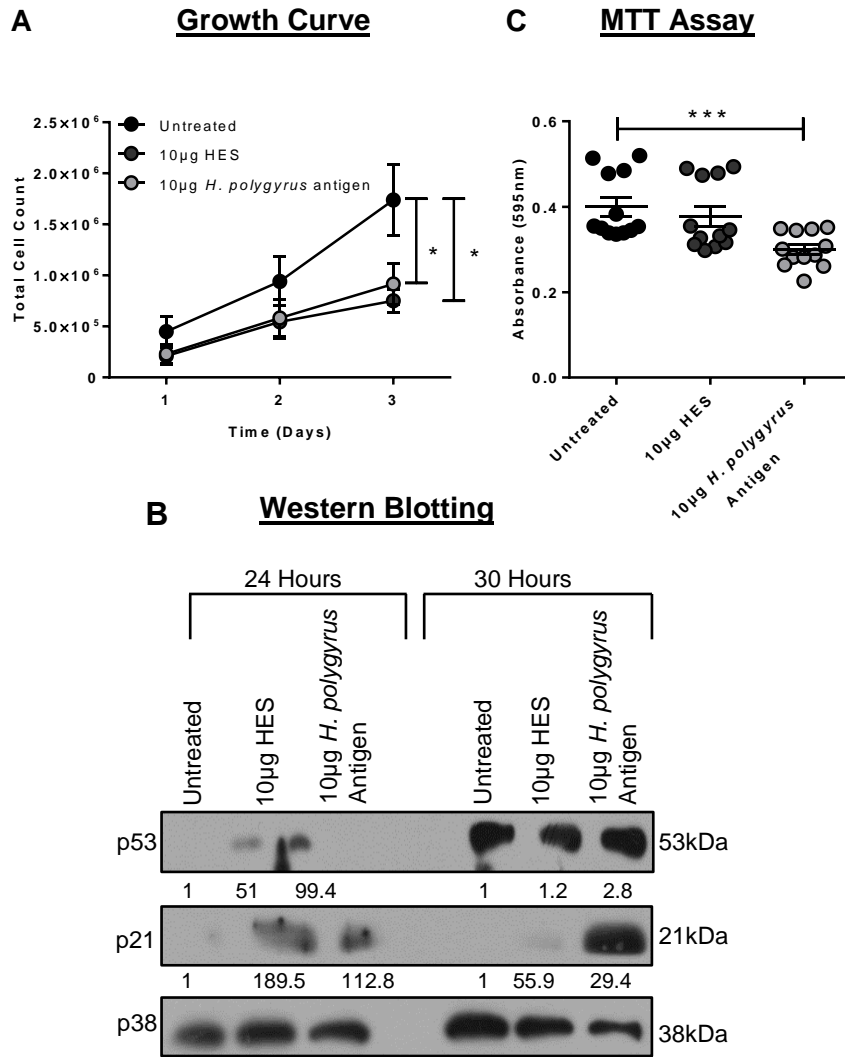 A
Growth Curve
2.5×10⁶
2.0×10⁶
1.5×10⁶
1.0×10⁶
5.0×10⁵
0
Total Cell Count
Untreated
10µg HES
10µg H. polygyrus antigen
*
*
1
2
3
Time (Days)
C
MTT Assay
0.6
0.4
0.2
0.0
Absorbance (595nm)
***
Untreated
10µg HES
10µg H. polygyrus
Antigen
B
Western Blotting
24 Hours
30 Hours
Untreated
10µg HES
10µg H. polygyrus
Antigen
Untreated
10µg HES
10µg H. polygyrus
Antigen
p53
53kDa
1 51 99.4 1 1.2 2.8
p21
21kDa
1 189.5 112.8 1 55.9 29.4
p38
38kDa